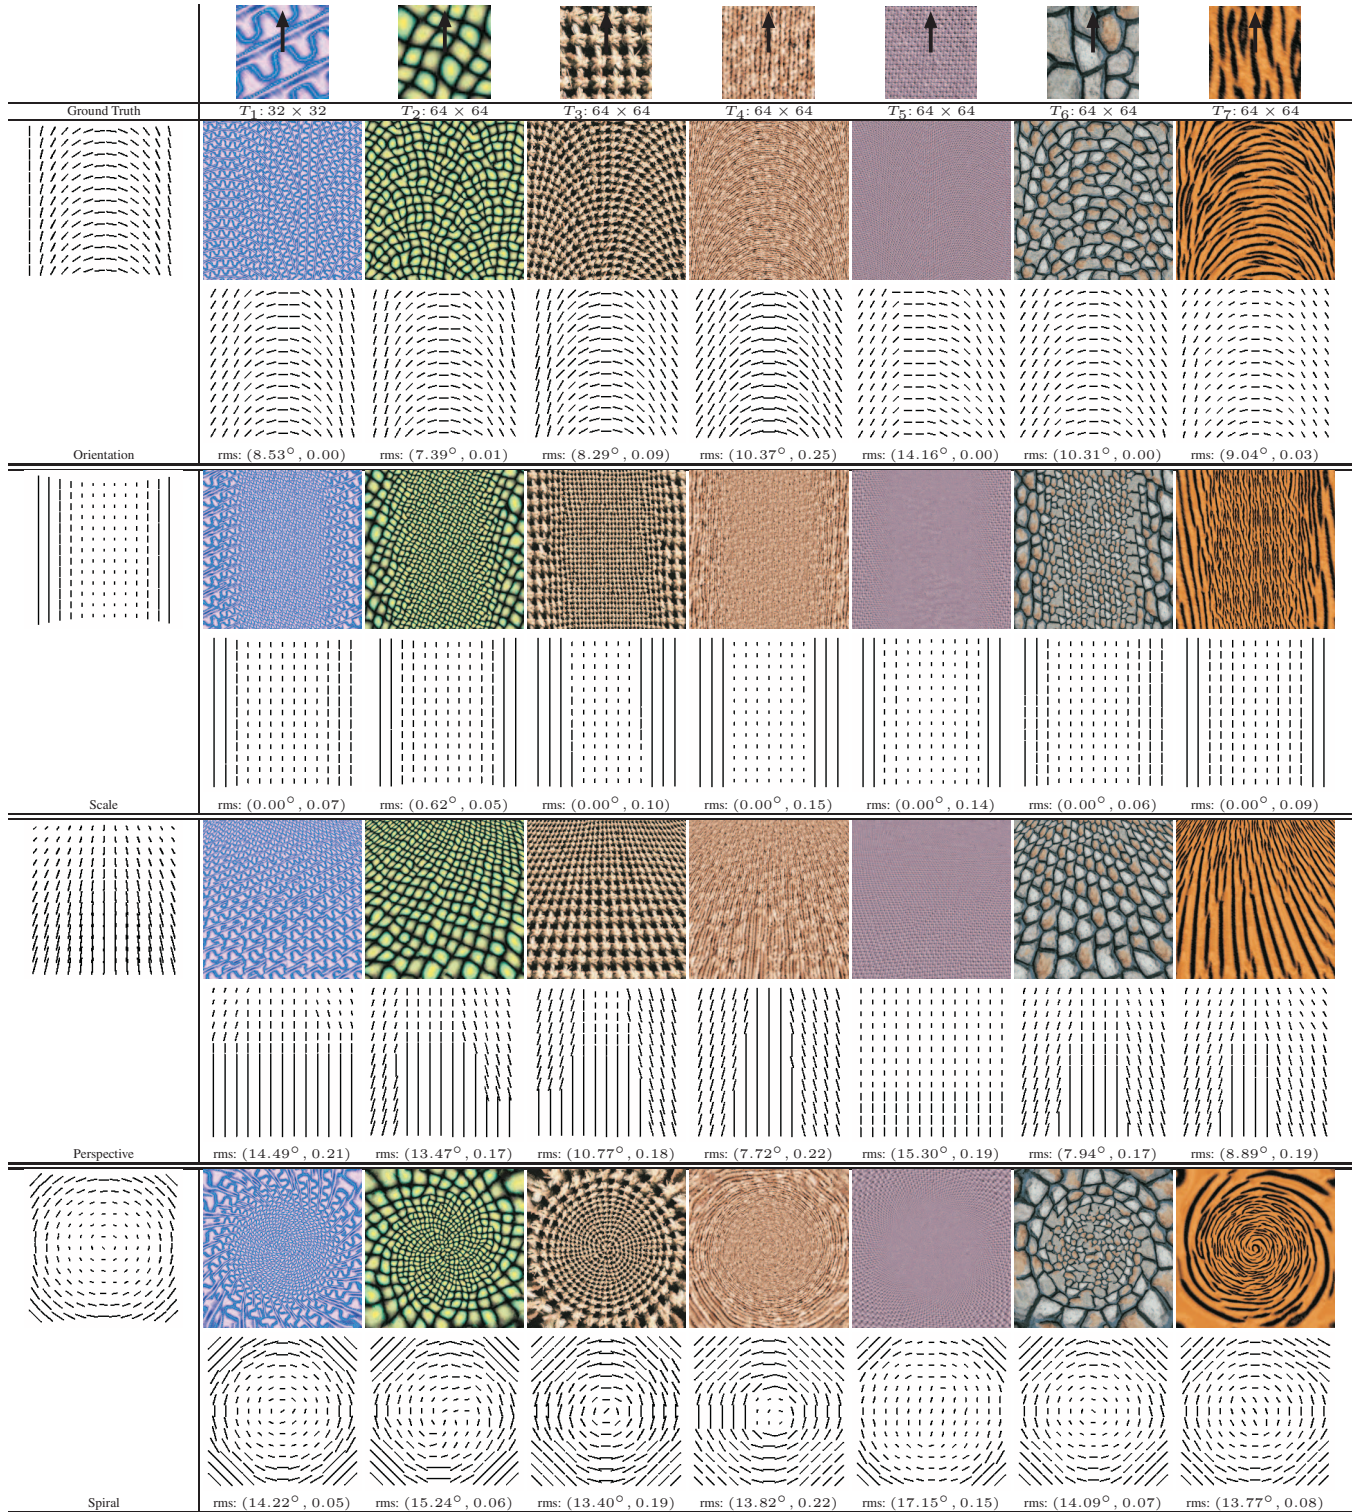 Ground Truth T₁: 32 × 32 T₂: 64 × 64 T₃: 64 × 64 T₄: 64 × 64 T₅: 64 × 64 T₆: 64 × 64 T₇: 64 × 64
Orientation rms: (8.53°, 0.00) rms: (7.39°, 0.01) rms: (8.29°, 0.09) rms: (10.37°, 0.25) rms: (14.16°, 0.00) rms: (10.31°, 0.00) rms: (9.04°, 0.03)
Scale rms: (0.00°, 0.07) rms: (0.62°, 0.05) rms: (0.00°, 0.10) rms: (0.00°, 0.15) rms: (0.00°, 0.14) rms: (0.00°, 0.06) rms: (0.00°, 0.09)
Perspective rms: (14.49°, 0.21) rms: (13.47°, 0.17) rms: (10.77°, 0.18) rms: (7.72°, 0.22) rms: (15.30°, 0.19) rms: (7.94°, 0.17) rms: (8.89°, 0.19)
Spiral rms: (14.22°, 0.05) rms: (15.24°, 0.06) rms: (13.40°, 0.19) rms: (13.82°, 0.22) rms: (17.15°, 0.15) rms: (14.09°, 0.07) rms: (13.77°, 0.08)